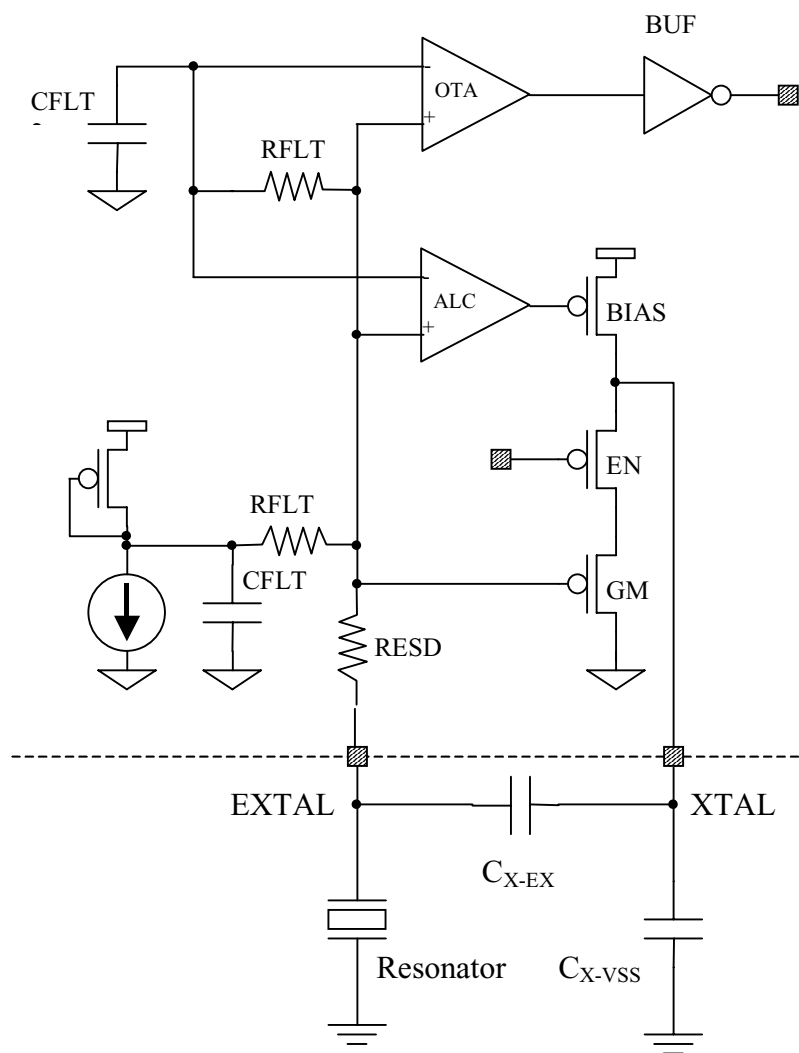 BUF
CFLT
OTA
RFLT
ALC
BIAS
EN
RFLT
CFLT
GM
RESD
EXTAL
XTAL
C_X-EX
Resonator
C_X-VSS